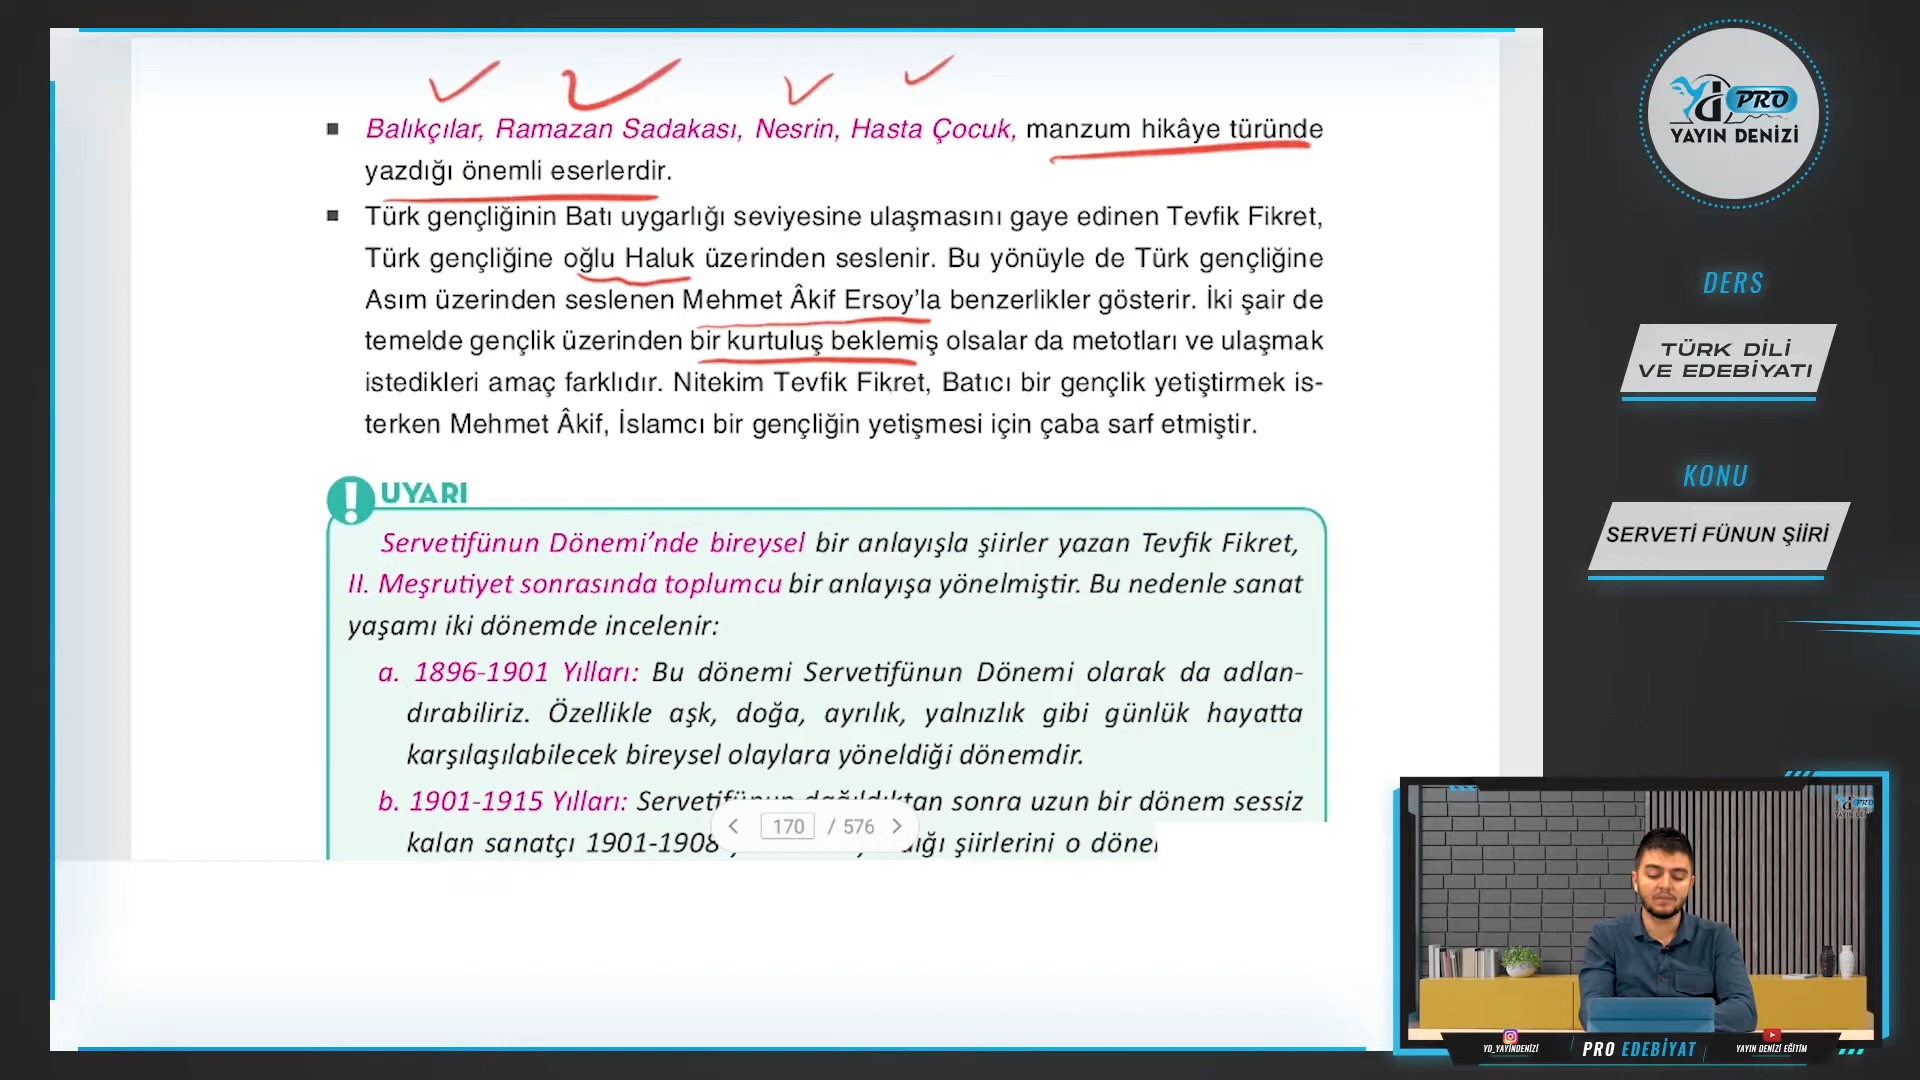 Balıkçılar, Ramazan Sadakası, Nesrin, Hasta Çocuk, manzum hikâye türünde
yazdığı önemli eserlerdir.
Türk gençliğinin Batı uygarlığı seviyesine ulaşmasını gaye edinen Tevfik Fikret,
Türk gençliğine oğlu Haluk üzerinden seslenir. Bu yönüyle de Türk gençliğine
Asım üzerinden seslenen Mehmet Âkif Ersoy'la benzerlikler gösterir. İki şair de
temelde gençlik üzerinden bir kurtuluş beklemiş olsalar da metotları ve ulaşmak
istedikleri amaç farklıdır. Nitekim Tevfik Fikret, Batıcı bir gençlik yetiştirmek is-
terken Mehmet Âkif, İslamcı bir gençliğin yetişmesi için çaba sarf etmiştir.
! UYARI
Servetifünun Dönemi'nde bireysel bir anlayışla şiirler yazan Tevfik Fikret,
II. Meşrutiyet sonrasında toplumcu bir anlayışa yönelmiştir. Bu nedenle sanat
yaşamı iki dönemde incelenir:
a. 1896-1901 Yılları: Bu dönemi Servetifünun Dönemi olarak da adlan-
dırabiliriz. Özellikle aşk, doğa, ayrılık, yalnızlık gibi günlük hayatta
karşılaşılabilecek bireysel olaylara yöneldiği dönemdir.
b. 1901-1915 Yılları: Servetifünun dağıldıktan sonra uzun bir dönem sessiz
kalan sanatçı 1901-1908 şiirlerini o
170 / 576
yd PRO
YAYIN DENİZİ
DERS
TÜRK DİLİ
VE EDEBİYATI
KONU
SERVETİ FÜNUN ŞİİRİ
YD_YAYINDENIZI
PRO EDEBİYAT
YAYIN DENİZİ EĞİTİM